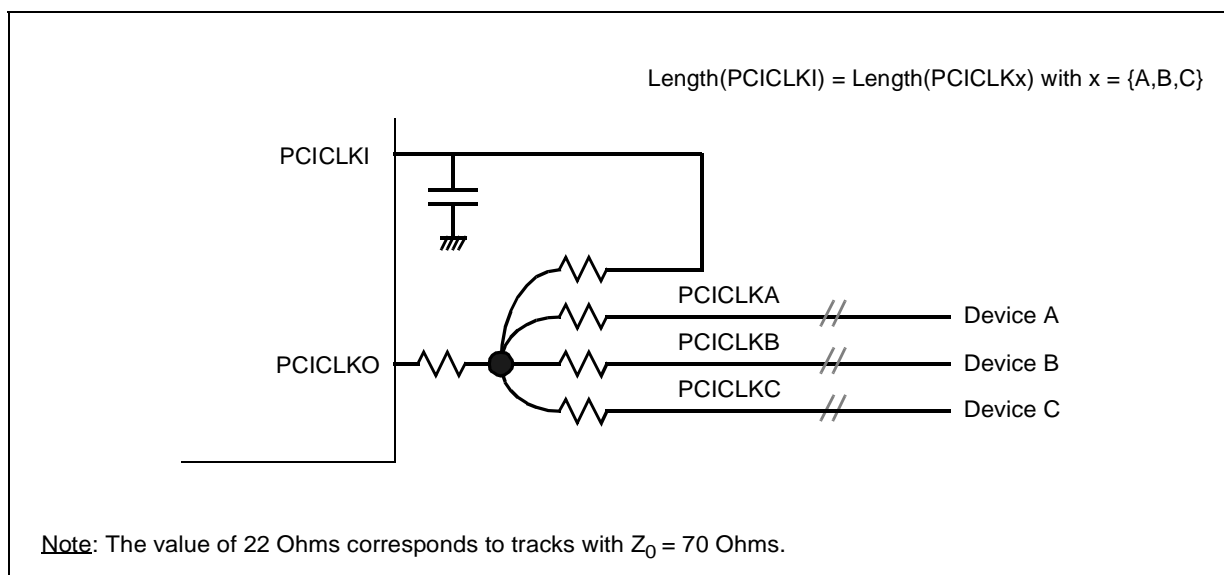 Length(PCICLKI) = Length(PCICLKx) with x = {A,B,C}
PCICLKI
PCICLKA
Device A
PCICLKB
PCICLKO
Device B
PCICLKC
Device C
Note: The value of 22 Ohms corresponds to tracks with Z0 = 70 Ohms.